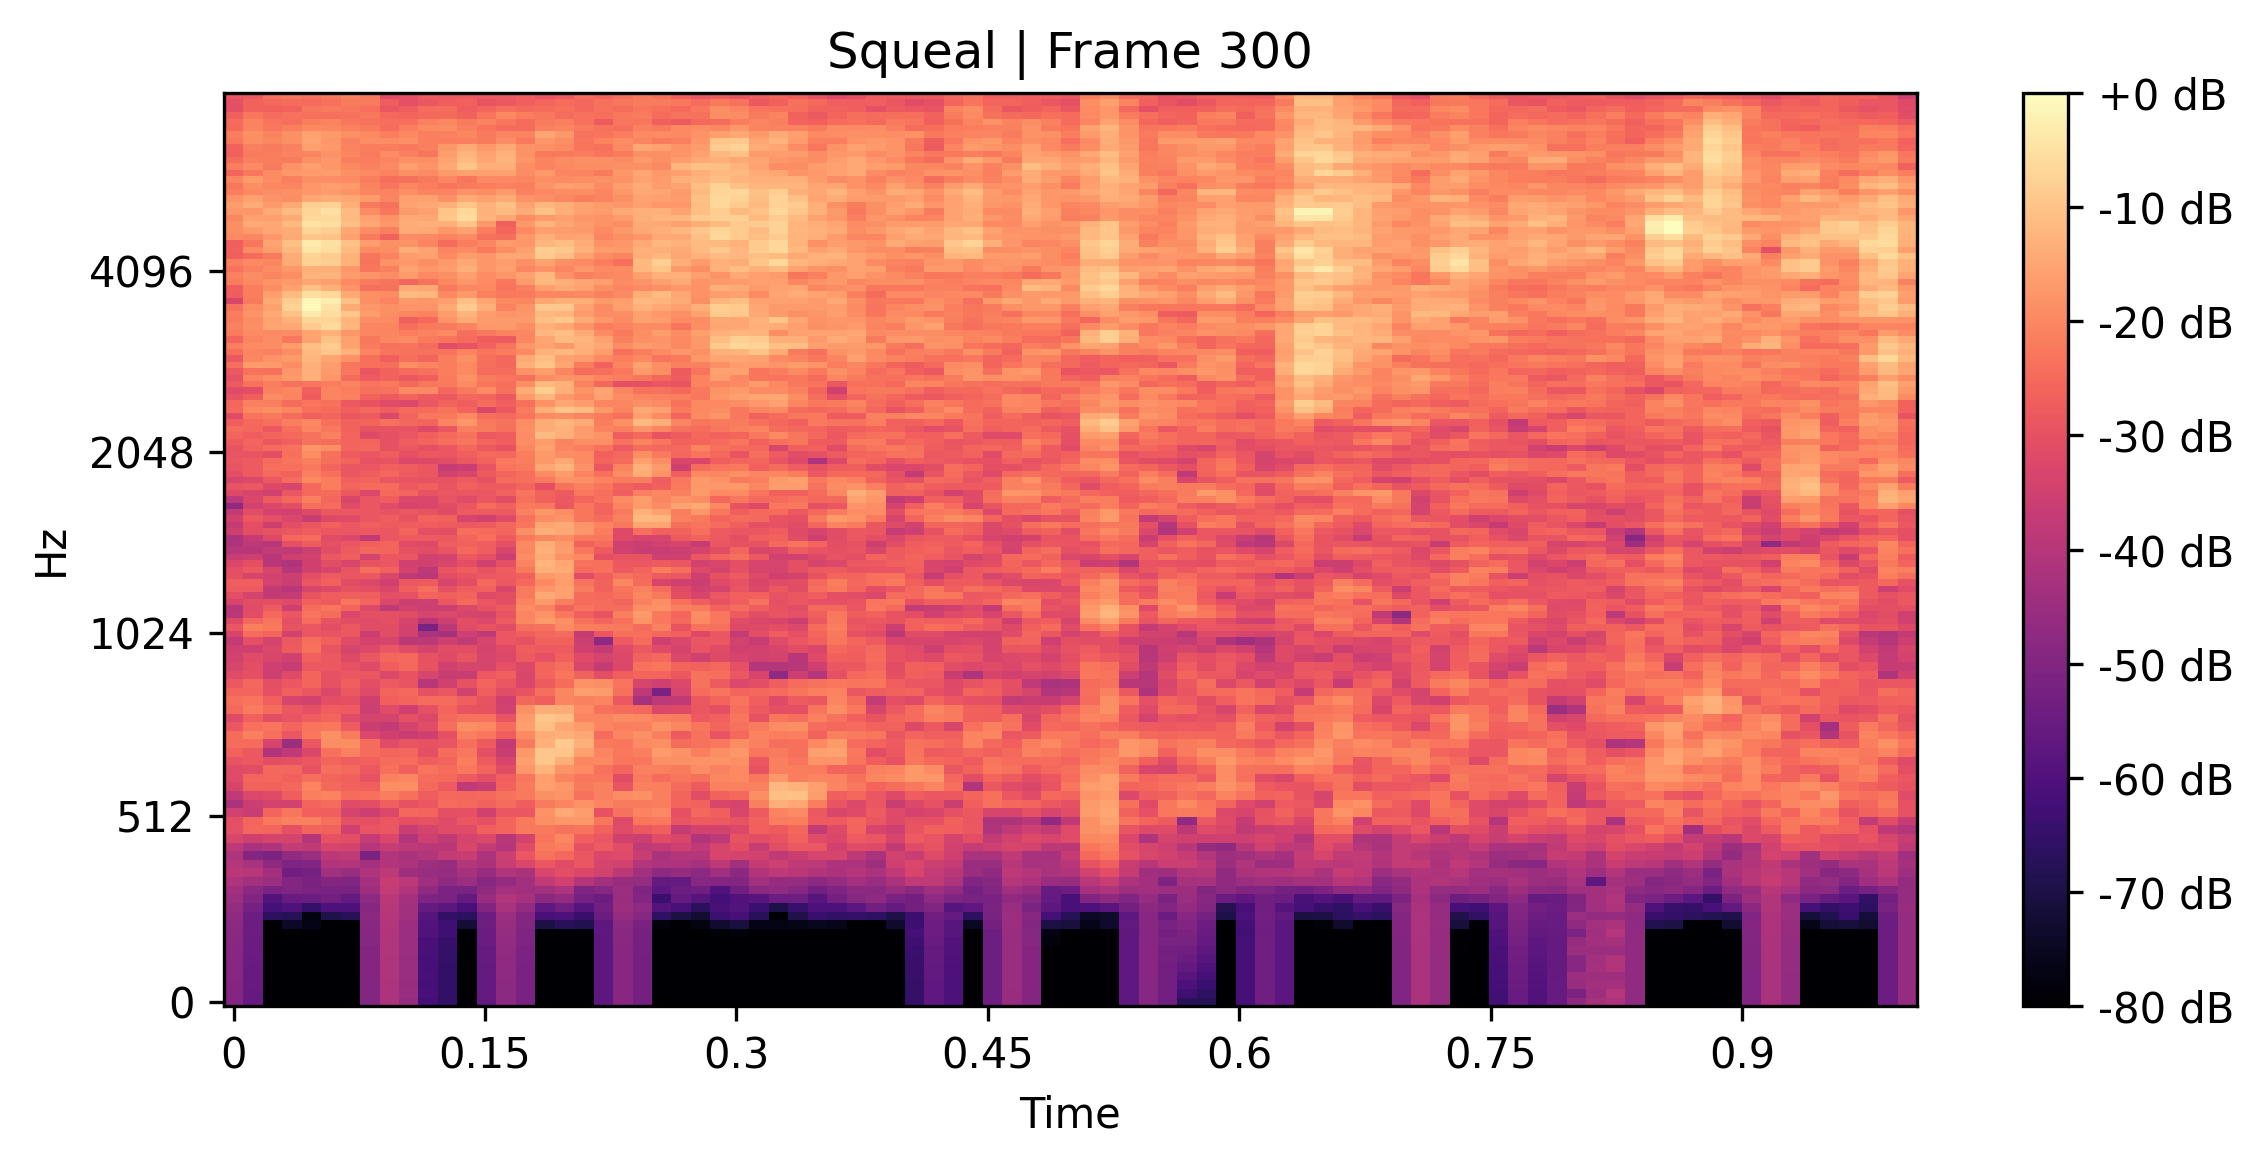 Squeal | Frame 300
+0 dB
-10 dB
-20 dB
-30 dB
-40 dB
-50 dB
-60 dB
-70 dB
-80 dB
Hz
4096
2048
1024
512
0
0 0.15 0.3 0.45 0.6 0.75 0.9
Time